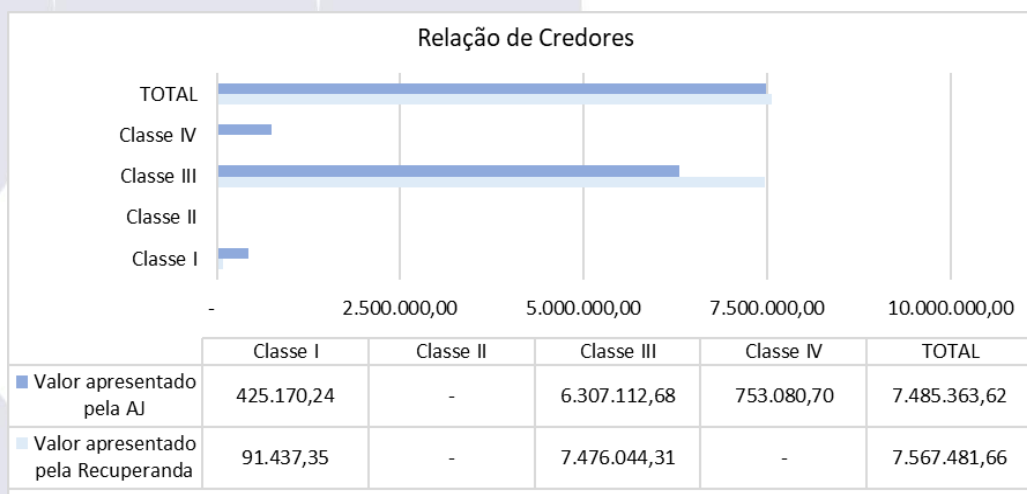 Relação de Credores
TOTAL
Classe IV
Classe III
Classe II
Classe I
- 2.500.000,00 5.000.000,00 7.500.000,00 10.000.000,00
Classe I Classe II Classe III Classe IV TOTAL
Valor apresentado
pela AJ
425.170,24 - 6.307.112,68 753.080,70 7.485.363,62
Valor apresentado
pela Recuperanda
91.437,35 - 7.476.044,31 - 7.567.481,66